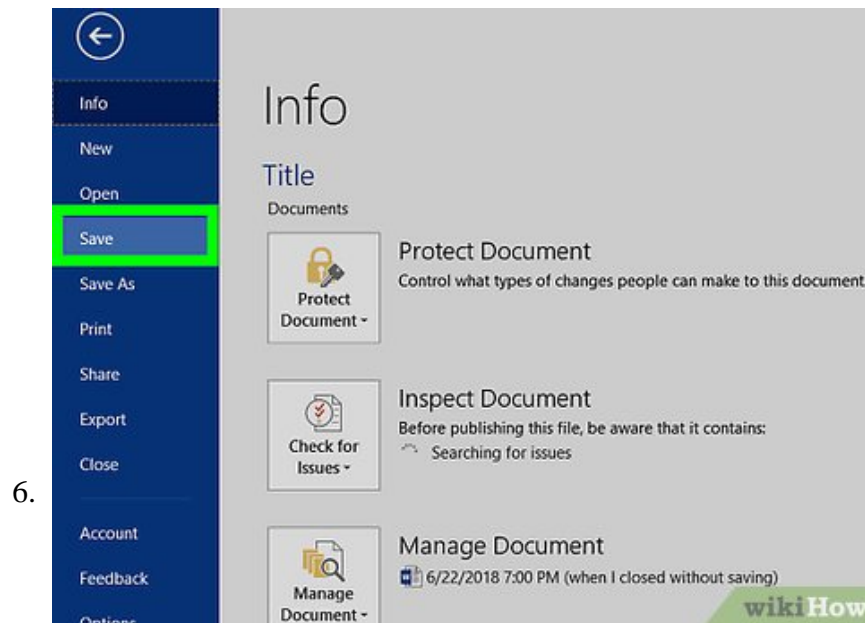 Info
New
Open
Save
Save As
Print
Share
Export
Close
6.
Account
Feedback
Options
Info
Title
Documents
Protect
Document
Protect Document
Control what types of changes people can make to this document
Check for
Issues
Inspect Document
Before publishing this file, be aware that it contains:
Searching for issues
Manage
Document
Manage Document
6/22/2018 7:00 PM (when I closed without saving)
wikiHow